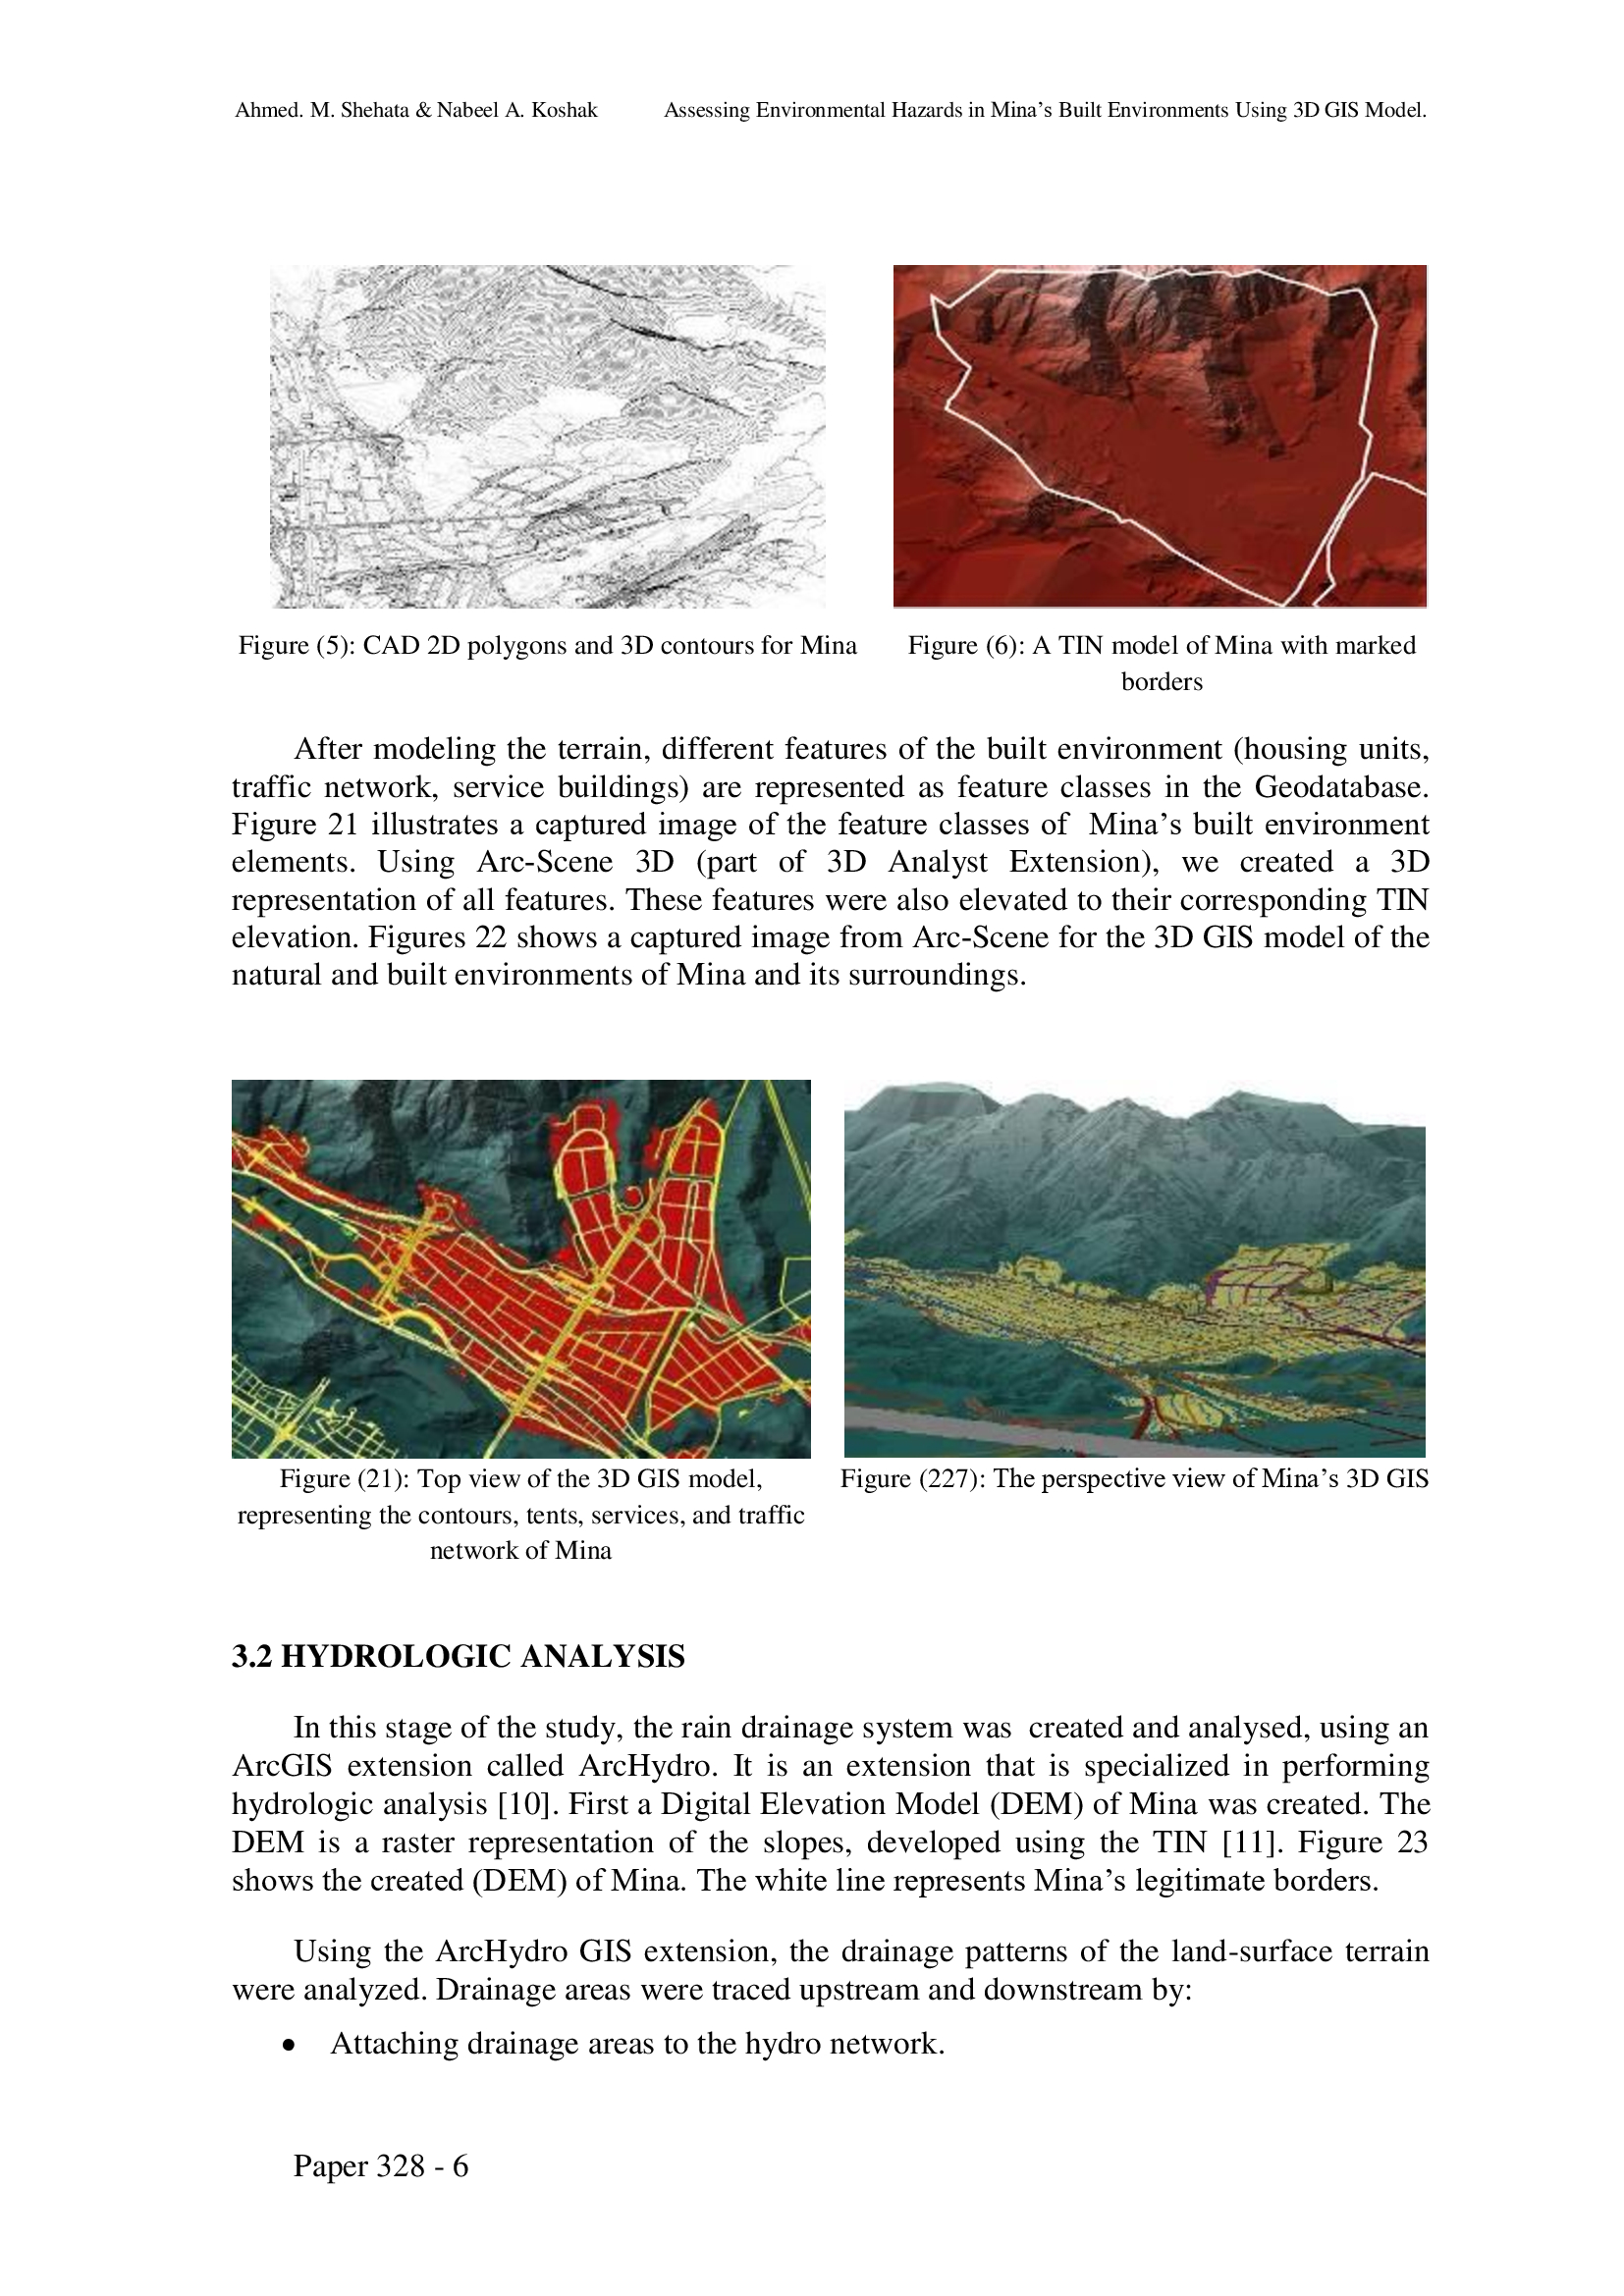 Ahmed. M. Shehata & Nabeel A. Koshak Assessing Environmental Hazards in Mina’s Built Environments Using 3D GIS Model.
Figure (5): CAD 2D polygons and 3D contours for Mina
Figure (6): A TIN model of Mina with marked
borders
After modeling the terrain, different features of the built environment (housing units,
traffic network, service buildings) are represented as feature classes in the Geodatabase.
Figure 21 illustrates a captured image of the feature classes of Mina’s built environment
elements. Using Arc-Scene 3D (part of 3D Analyst Extension), we created a 3D
representation of all features. These features were also elevated to their corresponding TIN
elevation. Figures 22 shows a captured image from Arc-Scene for the 3D GIS model of the
natural and built environments of Mina and its surroundings.
Figure (21): Top view of the 3D GIS model,
representing the contours, tents, services, and traffic
network of Mina
Figure (227): The perspective view of Mina’s 3D GIS
3.2 HYDROLOGIC ANALYSIS
In this stage of the study, the rain drainage system was created and analysed, using an
ArcGIS extension called ArcHydro. It is an extension that is specialized in performing
hydrologic analysis [10]. First a Digital Elevation Model (DEM) of Mina was created. The
DEM is a raster representation of the slopes, developed using the TIN [11]. Figure 23
shows the created (DEM) of Mina. The white line represents Mina’s legitimate borders.
Using the ArcHydro GIS extension, the drainage patterns of the land-surface terrain
were analyzed. Drainage areas were traced upstream and downstream by:
• Attaching drainage areas to the hydro network.
Paper 328 - 6